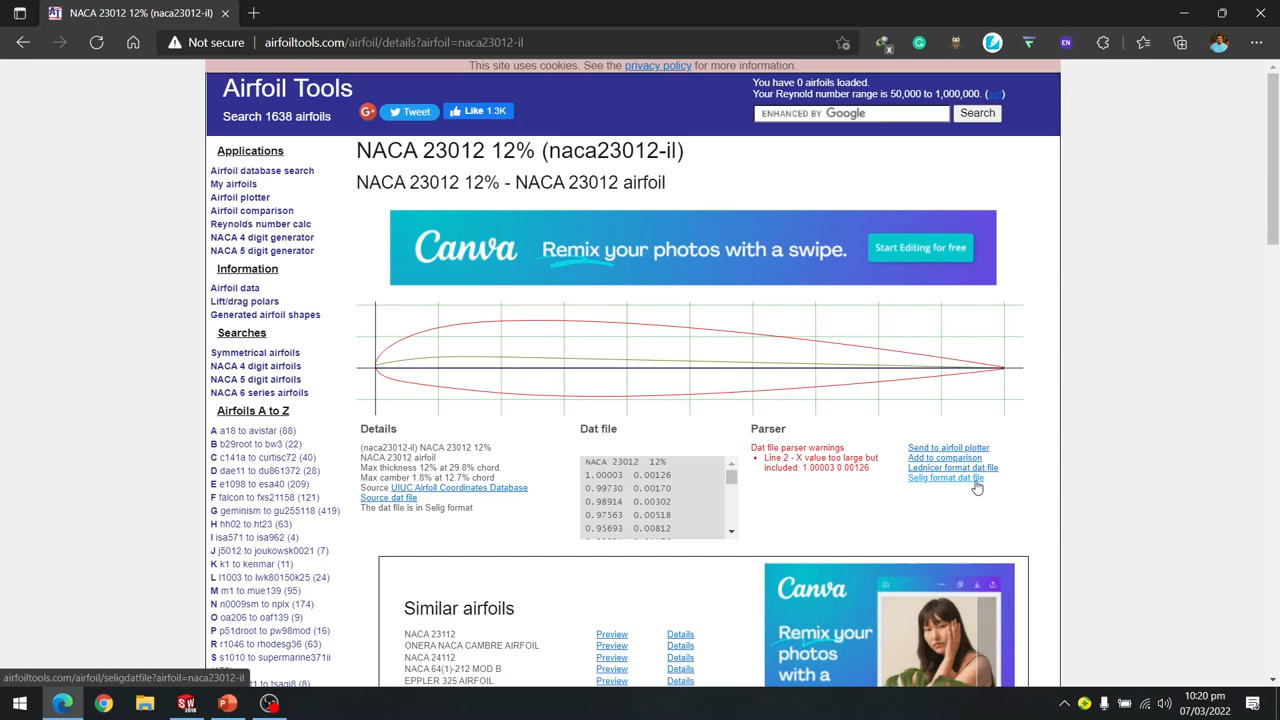 Not secure
airfoiltools.com/airfoil/details?airfoil=naca23012-il
This site uses cookies. See the privacy policy for more information.
Airfoil Tools
Search 1638 airfoils
Tweet
Like 1.3K
You have 0 airfoils loaded.
Your Reynold number range is 50,000 to 1,000,000. (set)
ENHANCED BY Google
Search
Applications
Airfoil database search
My airfoils
Airfoil plotter
Airfoil comparison
Reynolds number calc
NACA 4 digit generator
NACA 5 digit generator
Information
Airfoil data
Lift/drag polars
Generated airfoil shapes
Searches
Symmetrical airfoils
NACA 4 digit airfoils
NACA 5 digit airfoils
NACA 6 series airfoils
Airfoils A to Z
A a18 to avistar (88)
B b29root to bw3 (22)
C c141a to curtisc72 (40)
D dae11 to du861372 (28)
E e1098 to esa40 (209)
F falcon to fxs21158 (121)
G geminism to gu255118 (419)
H hh02 to ht23 (63)
I isa571 to isa962 (4)
J j5012 to joukowsk0021 (7)
K k1 to kenmar (11)
L l1003 to lwk80150k25 (24)
M m1 to mue139 (95)
N n0009sm to nplx (174)
O oa206 to oaf139 (9)
P p51droot to pw98mod (16)
R r1046 to rhodesg36 (63)
S s1010 to supermarine371ii
t1 to tsagi8 (8)
airfoiltools.com/airfoil/seligdatfile?airfoil=naca23012-il
NACA 23012 12% (naca23012-il)
NACA 23012 12% - NACA 23012 airfoil
Canva
Remix your photos with a swipe.
Start Editing for free
Details
(naca23012-il) NACA 23012 12%
NACA 23012 airfoil
Max thickness 12% at 29.8% chord.
Max camber 1.8% at 12.7% chord
Source UIUC Airfoil Coordinates Database
Source dat file
The dat file is in Selig format
Dat file
NACA 23012 12%
1.00003 0.00126
0.99730 0.00170
0.98914 0.00302
0.97563 0.00518
0.95693 0.00812
Parser
Dat file parser warnings
Line 2 - X value too large but
included: 1.00003 0.00126
Send to airfoil plotter
Add to comparison
Lednicer format dat file
Selig format dat file
Similar airfoils
NACA 23112 Preview Details
ONERA NACA CAMBRE AIRFOIL Preview Details
NACA 24112 Preview Details
NACA 64(1)-212 MOD B Preview Details
EPPLER 325 AIRFOIL Preview Details
Canva
Remix your
photos with a
10:20 pm
07/03/2022